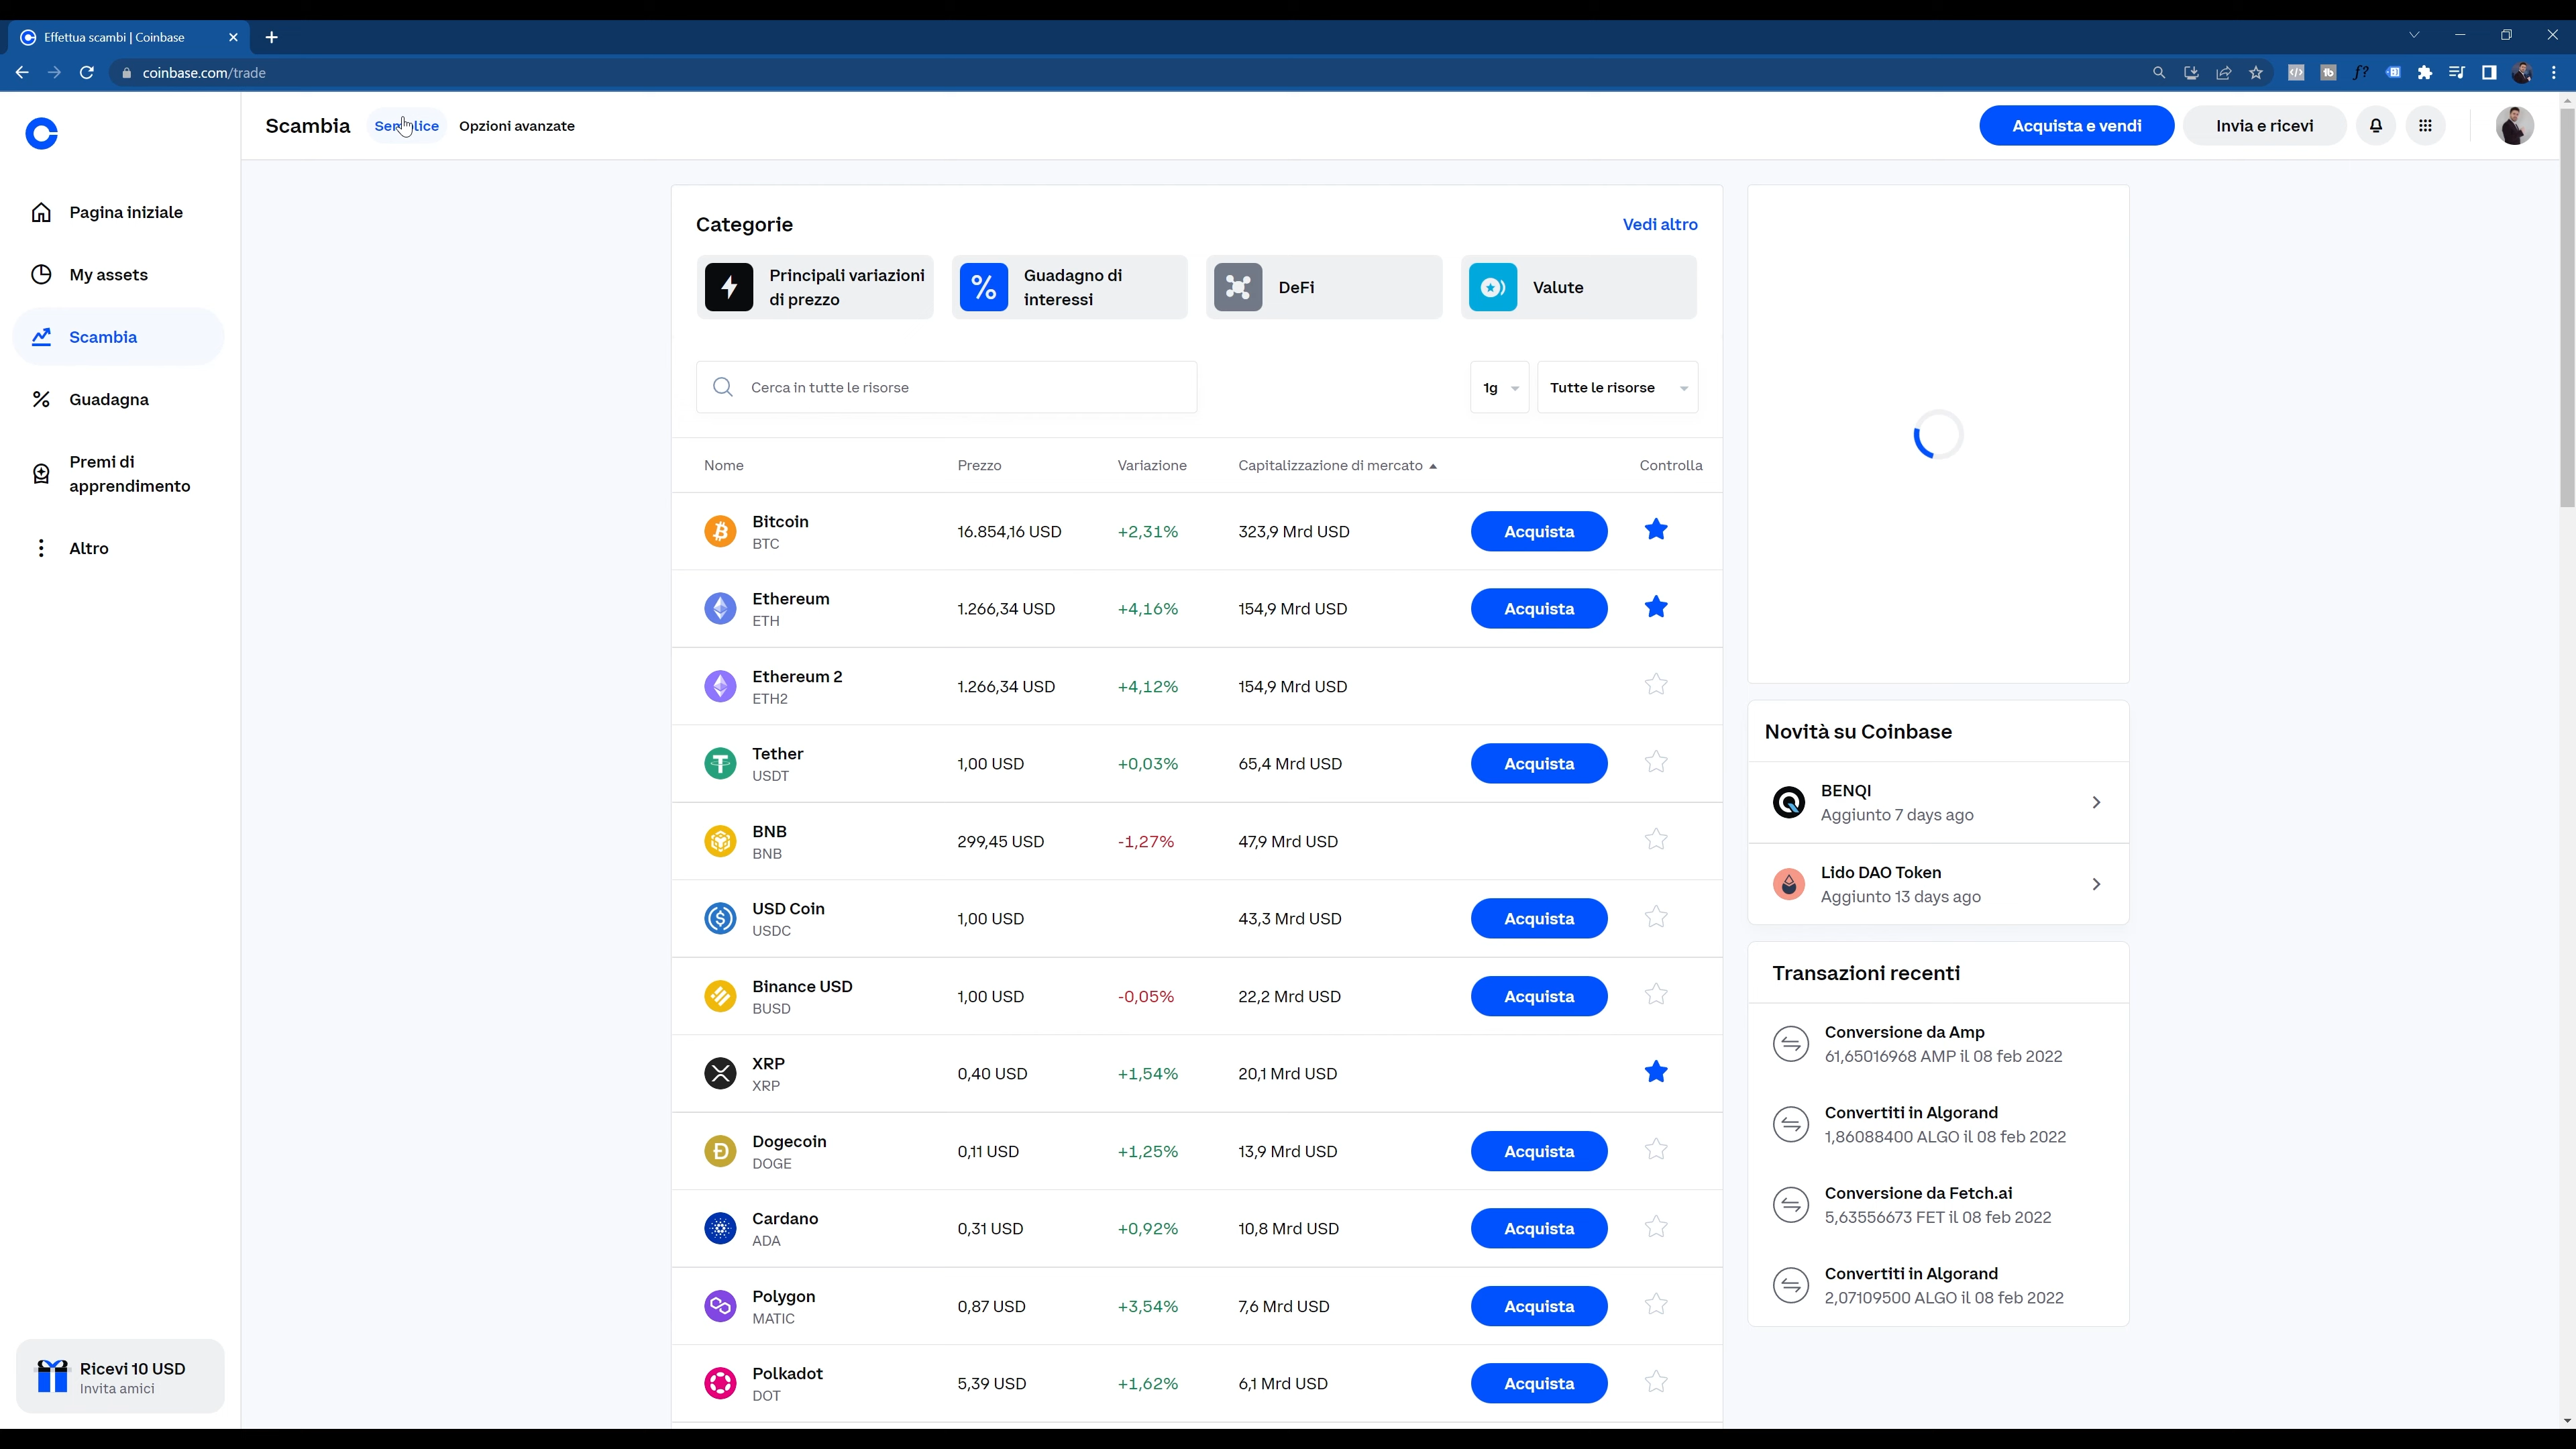 Effettua scambi | Coinbase
coinbase.com/trade
Scambia
Opzioni avanzate
Acquista e vendi
Invia e ricevi
Pagina iniziale
My assets
Scambia
Guadagna
Premi di
apprendimento
Altro
Ricevi 10 USD
Invita amici
Categorie
Vedi altro
Principali variazioni
di prezzo
Guadagno di
interessi
DeFi
Valute
Cerca in tutte le risorse
1g
Tutte le risorse
Nome Prezzo Variazione Capitalizzazione di mercato Controlla
Bitcoin
BTC
16.854,16 USD +2,31% 323,9 Mrd USD Acquista
Ethereum
ETH
1.266,34 USD +4,16% 154,9 Mrd USD Acquista
Ethereum 2
ETH2
1.266,34 USD +4,12% 154,9 Mrd USD
Tether
USDT
1,00 USD +0,03% 65,4 Mrd USD Acquista
BNB
BNB
299,45 USD -1,27% 47,9 Mrd USD
USD Coin
USDC
1,00 USD 43,3 Mrd USD Acquista
Binance USD
BUSD
1,00 USD -0,05% 22,2 Mrd USD Acquista
XRP
XRP
0,40 USD +1,54% 20,1 Mrd USD
Dogecoin
DOGE
0,11 USD +1,25% 13,9 Mrd USD Acquista
Cardano
ADA
0,31 USD +0,92% 10,8 Mrd USD Acquista
Polygon
MATIC
0,87 USD +3,54% 7,6 Mrd USD Acquista
Polkadot
DOT
5,39 USD +1,62% 6,1 Mrd USD Acquista
Novità su Coinbase
BENQI
Aggiunto 7 days ago
Lido DAO Token
Aggiunto 13 days ago
Transazioni recenti
Conversione da Amp
61,65016968 AMP il 08 feb 2022
Convertiti in Algorand
1,86088400 ALGO il 08 feb 2022
Conversione da Fetch.ai
5,63556673 FET il 08 feb 2022
Convertiti in Algorand
2,07109500 ALGO il 08 feb 2022